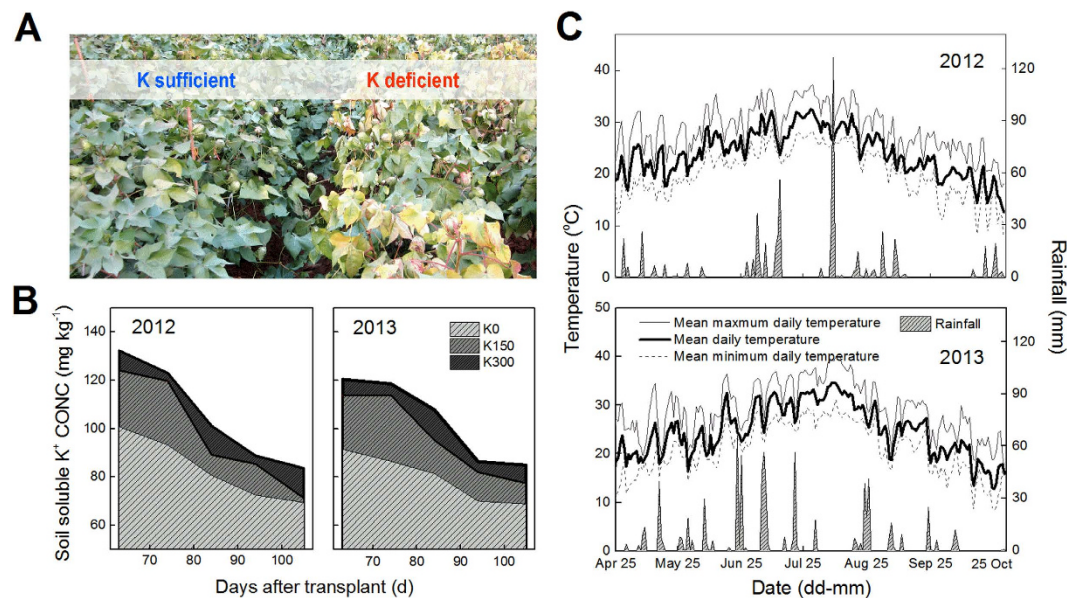 A
K sufficient
K deficient
B
Soil soluble K⁺ CONC (mg kg⁻¹)
140
120
100
80
60
2012
2013
K0
K150
K300
70
80
90
100
70
80
90
100
Days after transplant (d)
C
Temperature (°C)
40
30
20
10
0
2012
120
90
60
30
0
Rainfall (mm)
50
40
30
20
10
0
Mean maxmum daily temperature
Mean daily temperature
Mean minimum daily temperature
Rainfall
2013
120
90
60
30
0
Apr 25
May 25
Jun 25
Jul 25
Aug 25
Sep 25
25 Oct
Date (dd-mm)